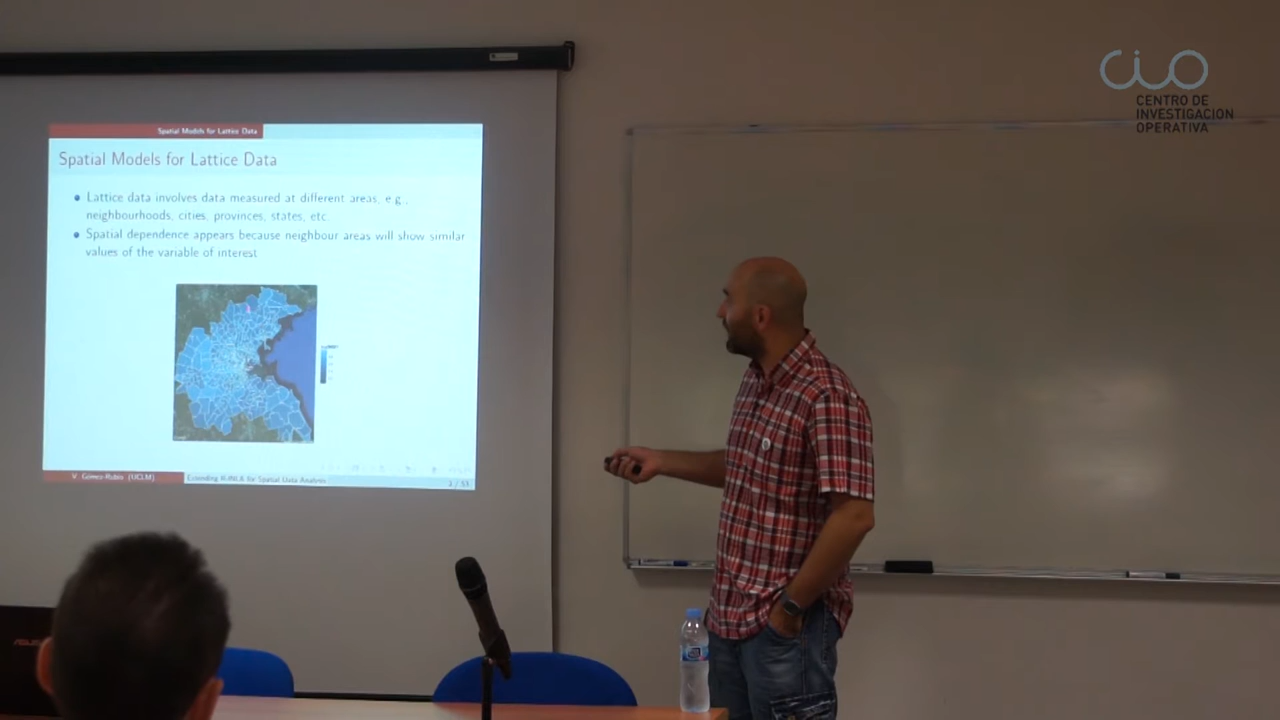 Spatial Models for Lattice Data
Spatial Models for Lattice Data
Lattice data involves data measured at different areas, e.g.,
neighbourhoods, cities, provinces, states, etc.
Spatial dependence appears because neighbour areas will show similar
values of the variable of interest
V. Gómez-Rubio (UCLM)
Extending R-INLA for Spatial Data Analysis
CIO
CENTRO DE
INVESTIGACION
OPERATIVA